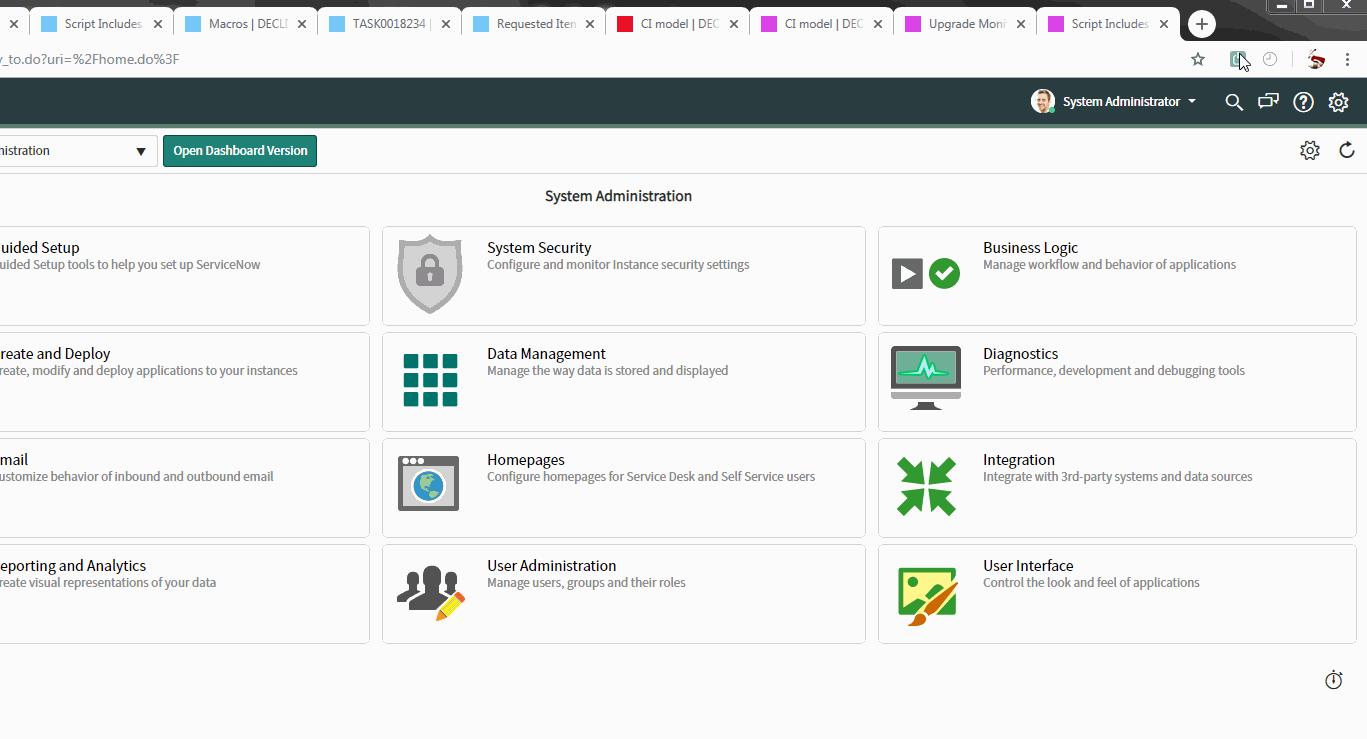 Script Includes
Macros | DECLI
TASK0018234 |
Requested Item
CI model | DEC
CI model | DEC
Upgrade Moni
Script Includes
y_to.do?uri=%2Fhome.do%3F
System Administrator
nistration
Open Dashboard Version
System Administration
uided Setup
uided Setup tools to help you set up ServiceNow
System Security
Configure and monitor Instance security settings
Business Logic
Manage workflow and behavior of applications
reate and Deploy
reate, modify and deploy applications to your instances
Data Management
Manage the way data is stored and displayed
Diagnostics
Performance, development and debugging tools
mail
ustomize behavior of inbound and outbound email
Homepages
Configure homepages for Service Desk and Self Service users
Integration
Integrate with 3rd-party systems and data sources
eporting and Analytics
reate visual representations of your data
User Administration
Manage users, groups and their roles
User Interface
Control the look and feel of applications